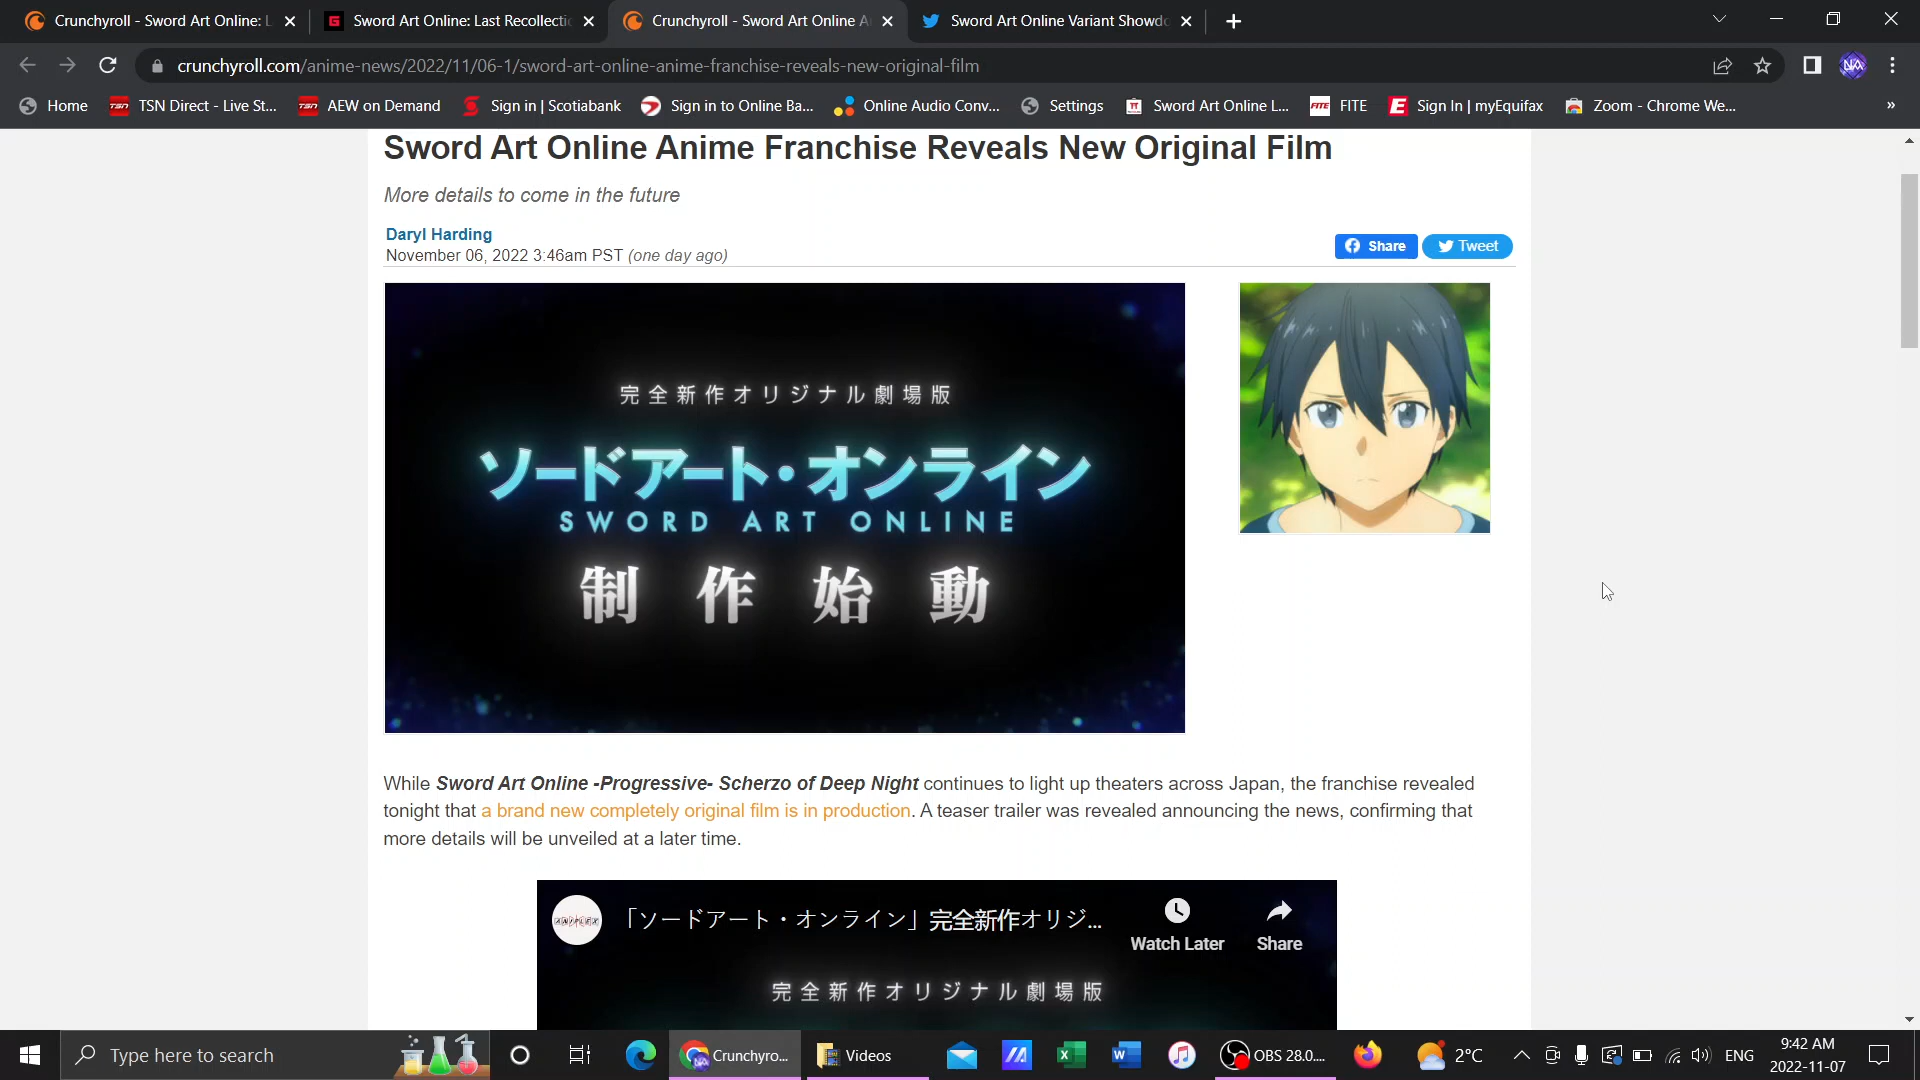 Crunchyroll - Sword Art Online: L
Sword Art Online: Last Recollectio
Crunchyroll - Sword Art Online A
Sword Art Online Variant Showdo
crunchyroll.com/anime-news/2022/11/06-1/sword-art-online-anime-franchise-reveals-new-original-film
Home
TSN Direct - Live St...
AEW on Demand
Sign in | Scotiabank
Sign in to Online Ba...
Online Audio Conv...
Settings
Sword Art Online L...
FITE
FITE
Sign In | myEquifax
Zoom - Chrome We...
»
Sword Art Online Anime Franchise Reveals New Original Film
More details to come in the future
Daryl Harding
November 06, 2022 3:46am PST (one day ago)
Share
Tweet
完全新作オリジナル劇場版
ソードアート・オンライン
SWORD ART ONLINE
制作始動
While Sword Art Online -Progressive- Scherzo of Deep Night continues to light up theaters across Japan, the franchise revealed
tonight that a brand new completely original film is in production. A teaser trailer was revealed announcing the news, confirming that
more details will be unveiled at a later time.
「ソードアート・オンライン」完全新作オリジ...
Watch Later
Share
完全新作オリジナル劇場版
Type here to search
Crunchyro...
Videos
OBS 28.0....
2°C
ENG
9:42 AM
2022-11-07